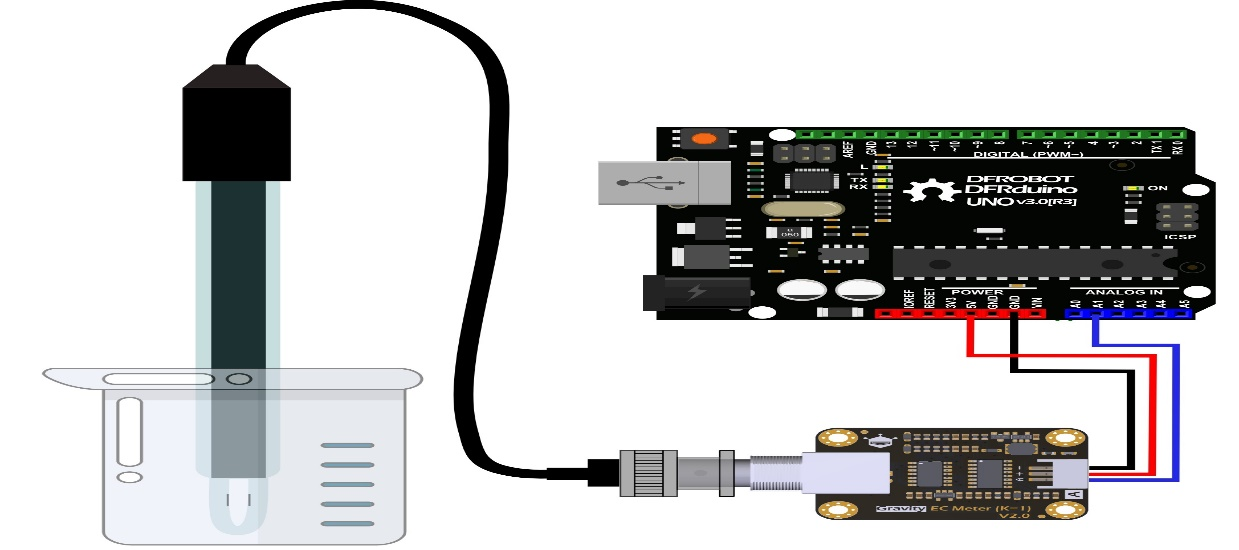 AREF
GND
13
12
~11
~10
~9
8
7
~6
~5
4
~3
2
TX 1
RX 0
DIGITAL (PWM~)
L
TX
RX
DFROBOT
DFRduino
UNO v3.0[R3]
ON
ICSP
POWER
ANALOG IN
IOREF
RESET
3V3
5V
GND
GND
VIN
A0
A1
A2
A3
A4
A5
A
Gravity EC Meter (K=1)
V2.0